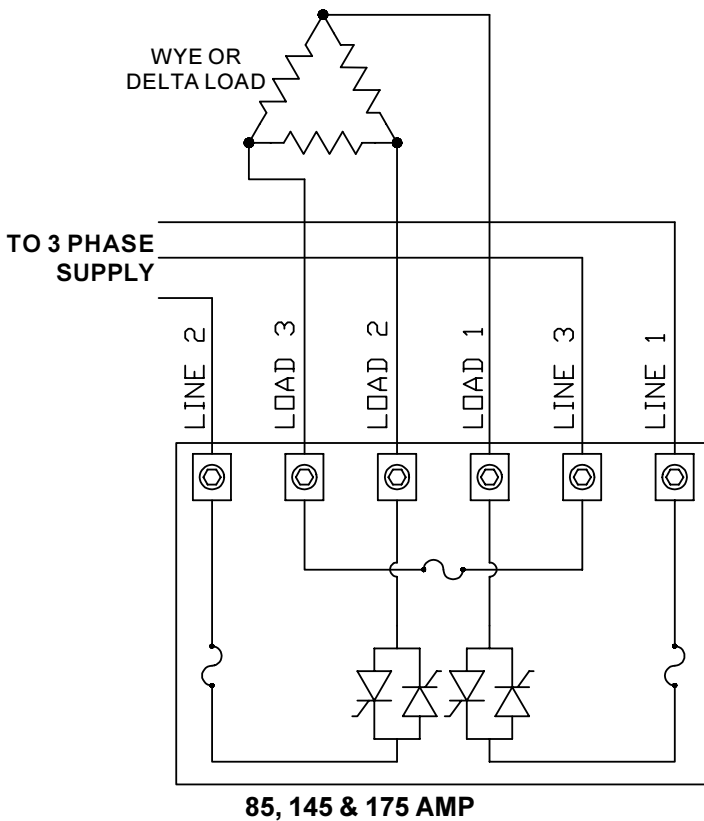 WYE OR
DELTA LOAD
TO 3 PHASE
SUPPLY
LINE 2
LOAD 3
LOAD 2
LOAD 1
LINE 3
LINE 1
85, 145 & 175 AMP